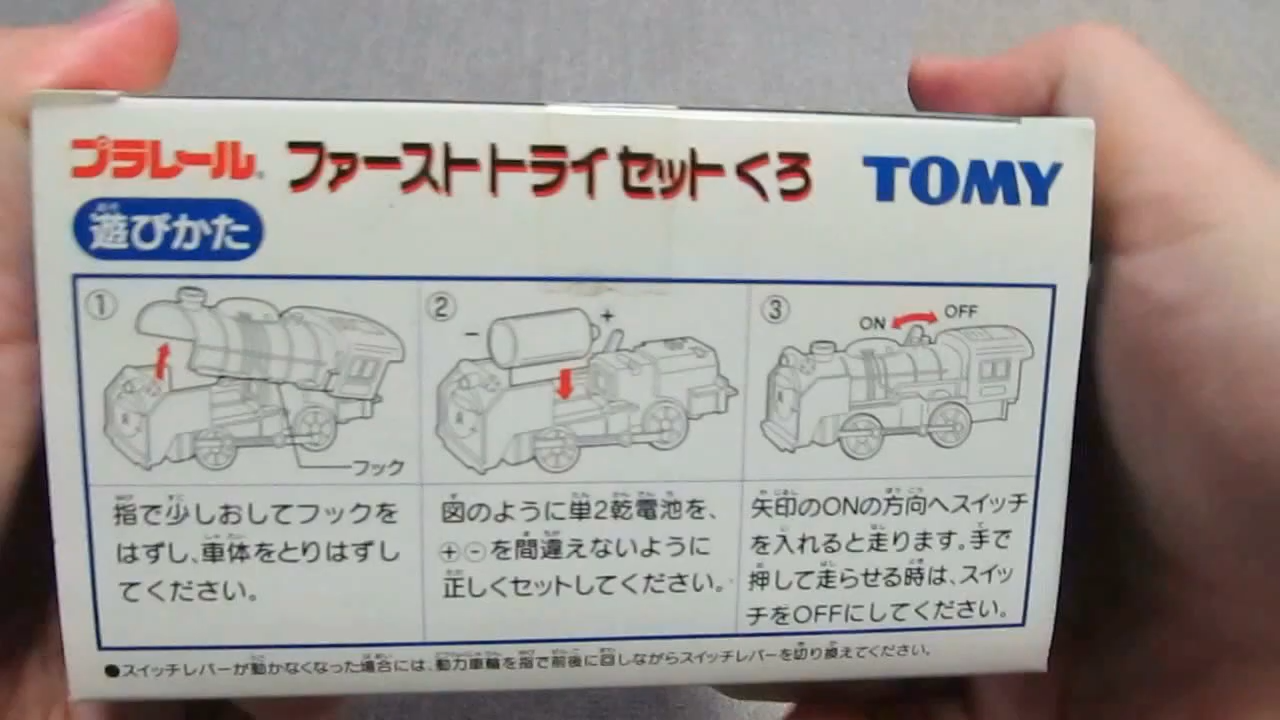 プラレール® ファーストトライセットくろ TOMY
遊びかた
①
フック
指で少しおしてフックを
はずし、車体をとりはずし
てください。
②
− +
図のように単2乾電池を、
⊕⊖を間違えないように
正しくセットしてください。
③
ON OFF
矢印のONの方向へスイッチ
を入れると走ります。手で
押して走らせる時は、スイッ
チをOFFにしてください。
●スイッチレバーが動かなくなった場合には、動力車輪を指で前後に回しながらスイッチレバーを切り換えてください。